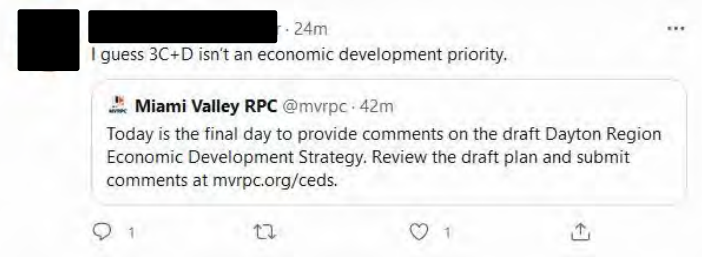 · 24m
I guess 3C+D isn't an economic development priority.
Miami Valley RPC @mvrpc · 42m
Today is the final day to provide comments on the draft Dayton Region
Economic Development Strategy. Review the draft plan and submit
comments at mvrpc.org/ceds.
1 1